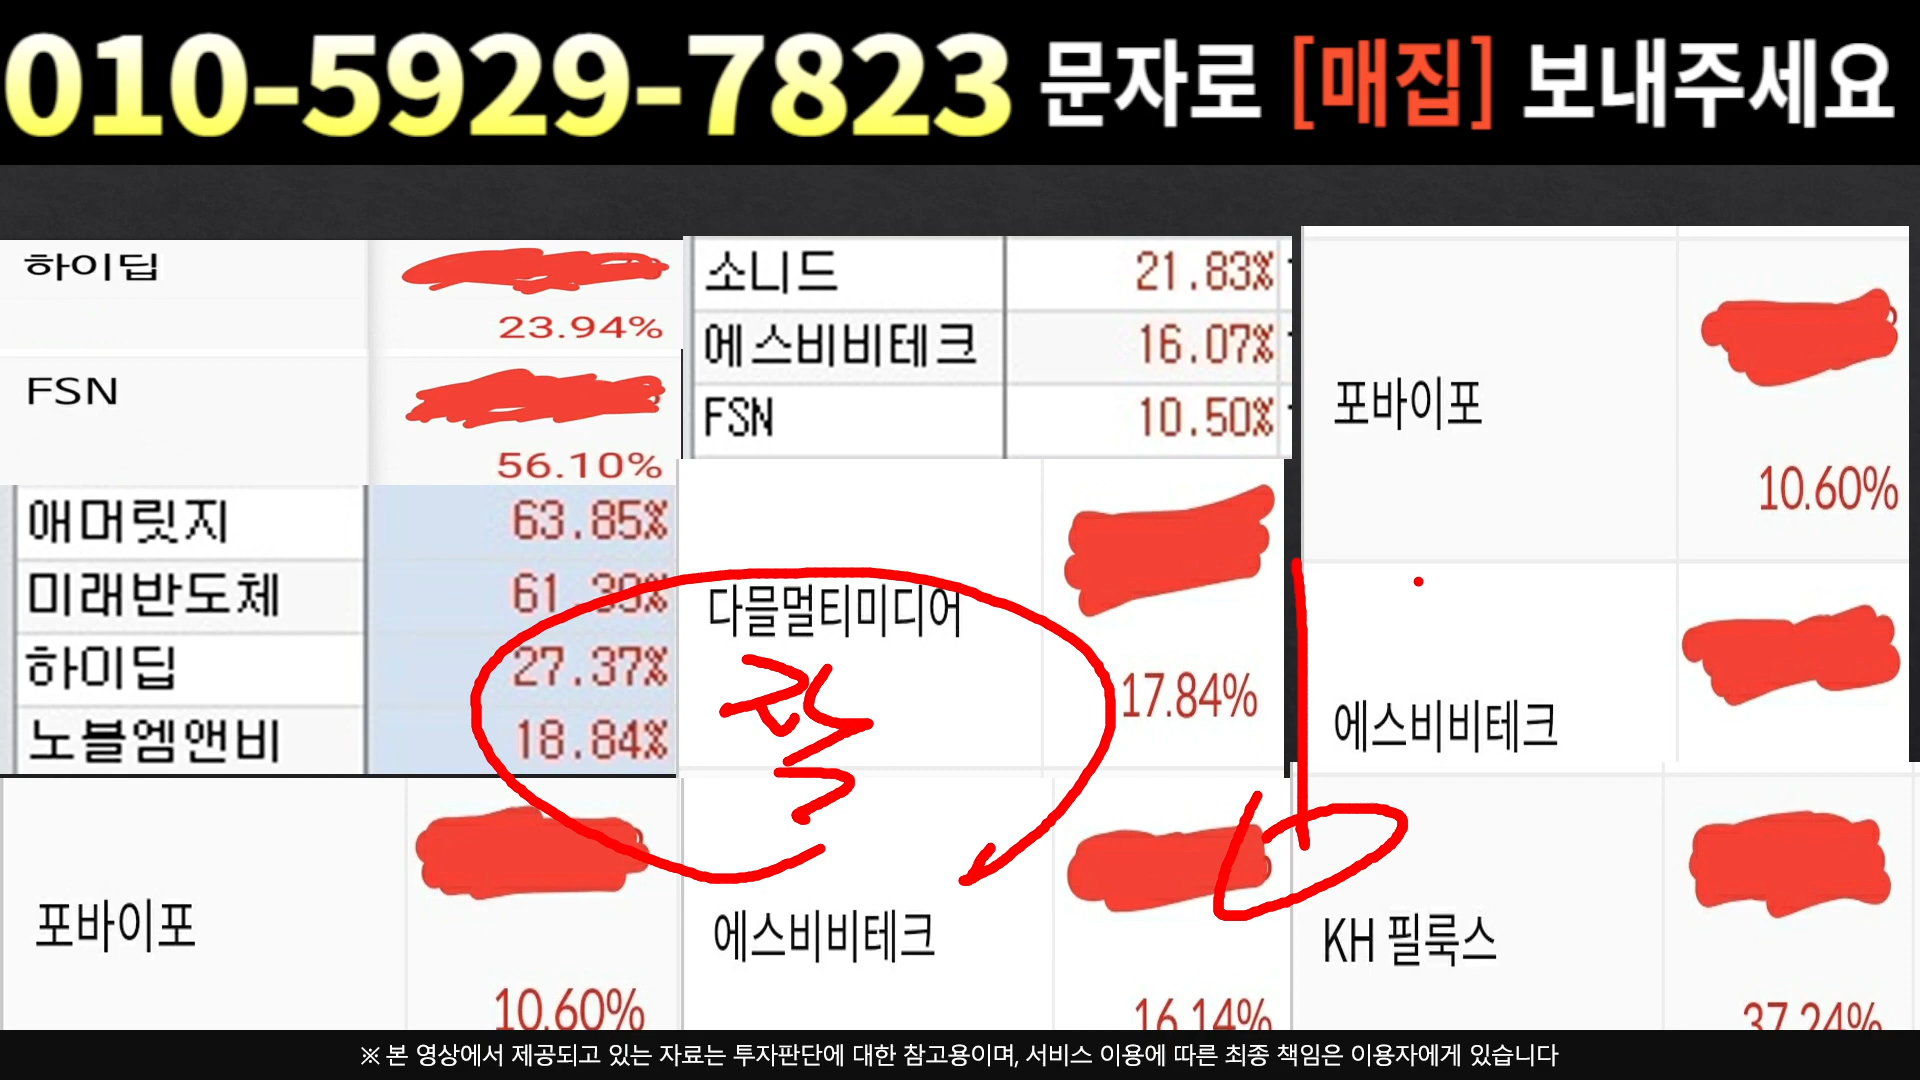 010-5929-7823 문자로 [매집] 보내주세요
하이딥
23.94%
FSN
56.10%
애머릿지 63.85%
미래반도체 61.39%
하이딥 27.37%
노블엠앤비 18.84%
소니드 21.83%
에스비비테크 16.07%
FSN 10.50%
다믈멀티미디어
17.84%
포바이포
10.60%
에스비비테크
포바이포
10.60%
에스비비테크
16.14%
KH 필룩스
37.24%
※ 본 영상에서 제공되고 있는 자료는 투자판단에 대한 참고용이며, 서비스 이용에 따른 최종 책임은 이용자에게 있습니다